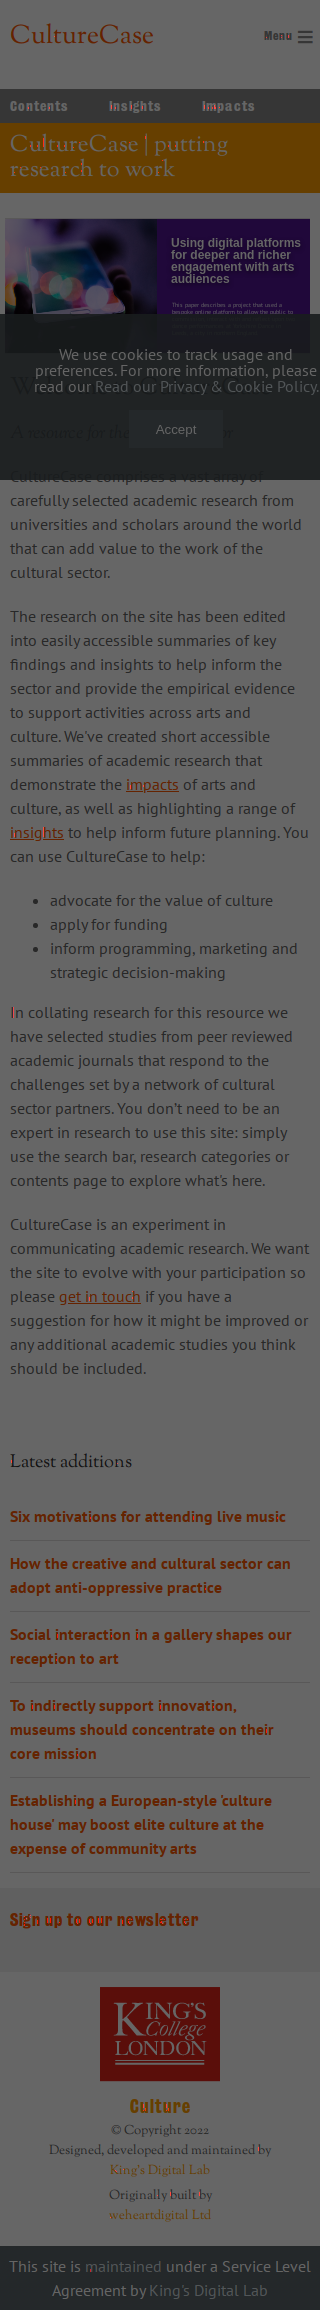 CultureCase
Menu
Contents Insights Impacts
CultureCase | putting
research to work
Using digital platforms
for deeper and richer
engagement with arts
audiences
This paper describes a project that used a
bespoke online platform to allow the public to
We use cookies to track usage and
preferences. For more information, please
read our Read our Privacy & Cookie Policy.
A resource for the
Accept
CultureCase comprises a vast array of
carefully selected academic research from
universities and scholars around the world
that can add value to the work of the
cultural sector.
The research on the site has been edited
into easily accessible summaries of key
findings and insights to help inform the
sector and provide the empirical evidence
to support activities across arts and
culture. We've created short accessible
summaries of academic research that
demonstrate the impacts of arts and
culture, as well as highlighting a range of
insights to help inform future planning. You
can use CultureCase to help:
• advocate for the value of culture
• apply for funding
• inform programming, marketing and
strategic decision-making
In collating research for this resource we
have selected studies from peer reviewed
academic journals that respond to the
challenges set by a network of cultural
sector partners. You don’t need to be an
expert in research to use this site: simply
use the search bar, research categories or
contents page to explore what's here.
CultureCase is an experiment in
communicating academic research. We want
the site to evolve with your participation so
please get in touch if you have a
suggestion for how it might be improved or
any additional academic studies you think
should be included.
Latest additions
Six motivations for attending live music
How the creative and cultural sector can
adopt anti-oppressive practice
Social interaction in a gallery shapes our
reception to art
To indirectly support innovation,
museums should concentrate on their
core mission
Establishing a European-style 'culture
house' may boost elite culture at the
expense of community arts
Sign up to our newsletter
KING'S
College
LONDON
Culture
© Copyright 2022
Designed, developed and maintained by
King's Digital Lab
Originally built by
weheartdigital Ltd
This site is maintained under a Service Level
Agreement by King's Digital Lab